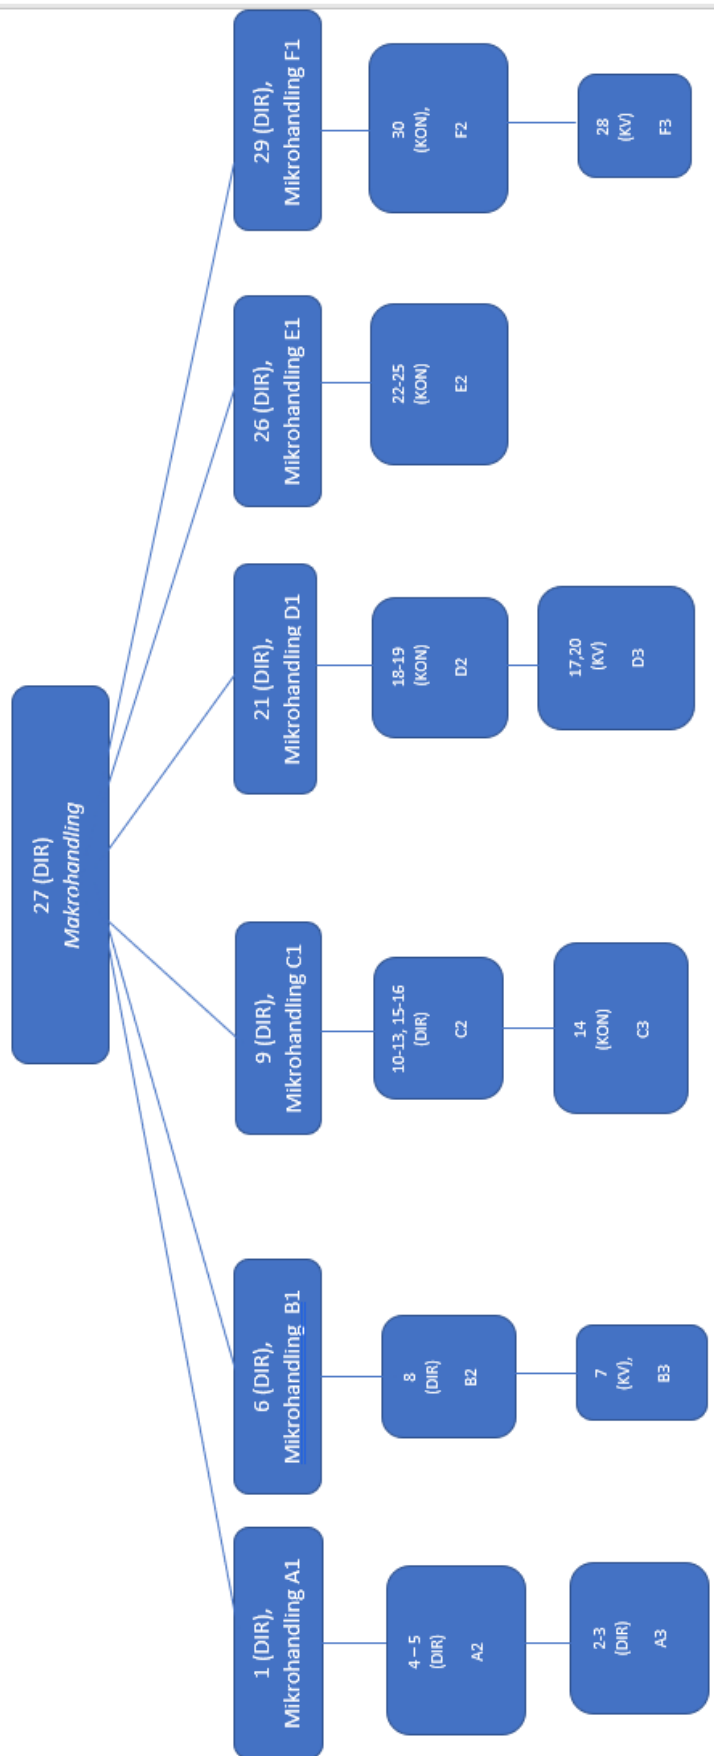 27 (DIR)
Makrohandling
1 (DIR),
Mikrohandling A1
6 (DIR),
Mikrohandling B1
9 (DIR),
Mikrohandling C1
21 (DIR),
Mikrohandling D1
26 (DIR),
Mikrohandling E1
29 (DIR),
Mikrohandling F1
4 – 5
(DIR)
A2
8
(DIR)
B2
10-13, 15-16
(DIR)
C2
18-19
(KON)
D2
22-25
(KON)
E2
30
(KON),
F2
2-3
(DIR)
A3
7
(KV),
B3
14
(KON)
C3
17,20
(KV)
D3
28
(KV)
F3